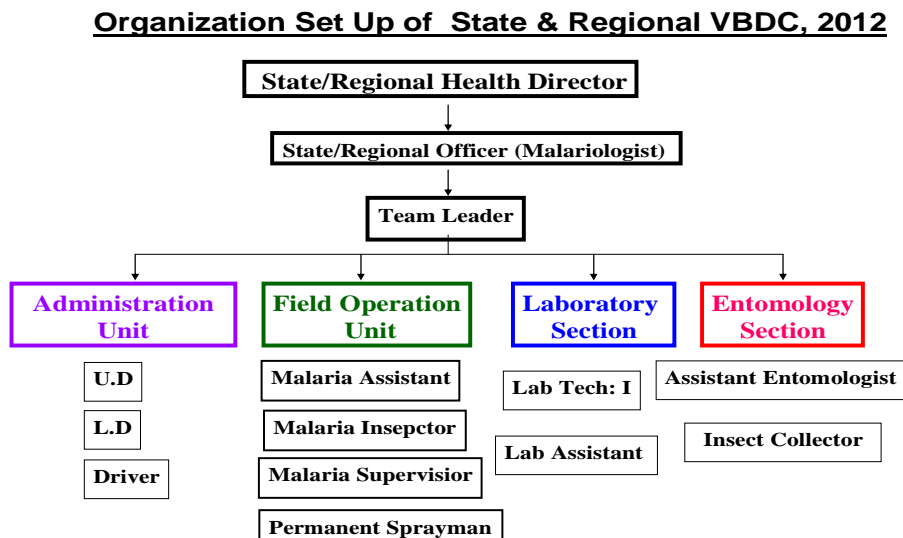 Organization Set Up of State & Regional VBDC, 2012
State/Regional Health Director
State/Regional Officer (Malariologist)
Team Leader
Administration
Unit
U.D
L.D
Driver
Field Operation
Unit
Malaria Assistant
Malaria Insepctor
Malaria Supervisior
Permanent Sprayman
Laboratory
Section
Lab Tech: I
Lab Assistant
Entomology
Section
Assistant Entomologist
Insect Collector